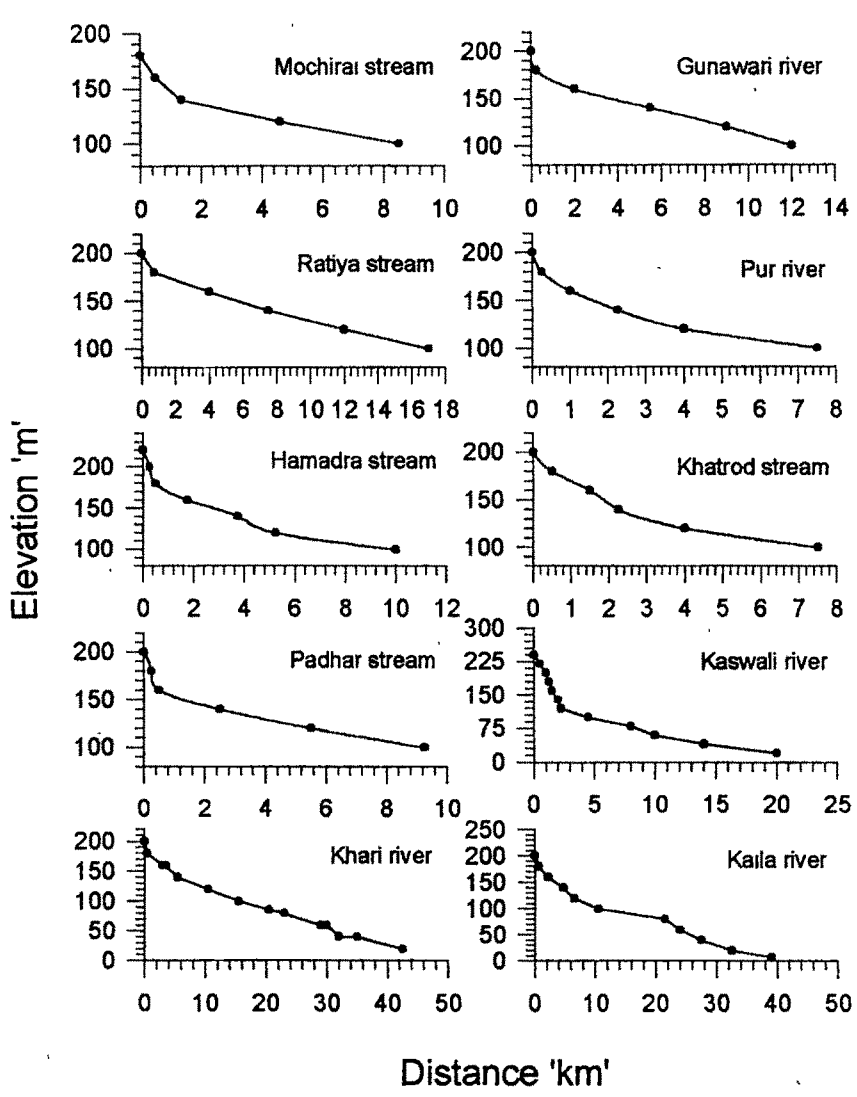 200
150
100
Mochirai stream
0 2 4 6 8 10
200
150
100
Gunawari river
0 2 4 6 8 10 12 14
200
150
100
Ratiya stream
0 2 4 6 8 10 12 14 16 18
200
150
100
Pur river
0 1 2 3 4 5 6 7 8
200
150
100
Hamadra stream
0 2 4 6 8 10 12
200
150
100
Khatrod stream
0 1 2 3 4 5 6 7 8
200
150
100
Padhar stream
0 2 4 6 8 10
300
225
150
75
0
Kaswali river
0 5 10 15 20 25
200
150
100
50
0
Khari river
0 10 20 30 40 50
250
200
150
100
50
0
Kaila river
0 10 20 30 40 50
Elevation 'm'
Distance 'km'